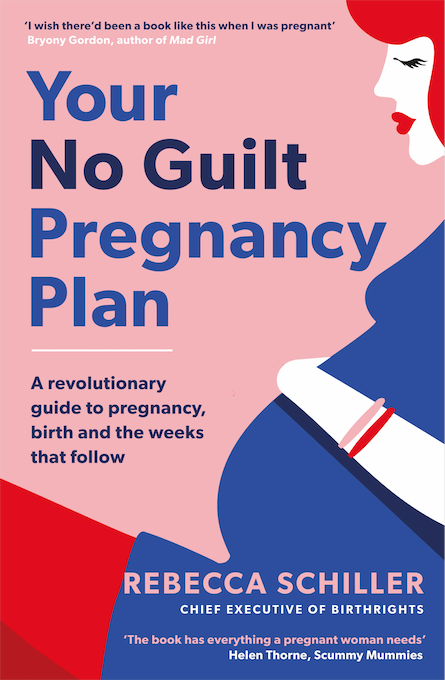 'I wish there'd been a book like this when I was pregnant'
Bryony Gordon, author of Mad Girl
Your
No Guilt
Pregnancy
Plan
A revolutionary
guide to pregnancy,
birth and the weeks
that follow
REBECCA SCHILLER
CHIEF EXECUTIVE OF BIRTHRIGHTS
'The book has everything a pregnant woman needs'
Helen Thorne, Scummy Mummies